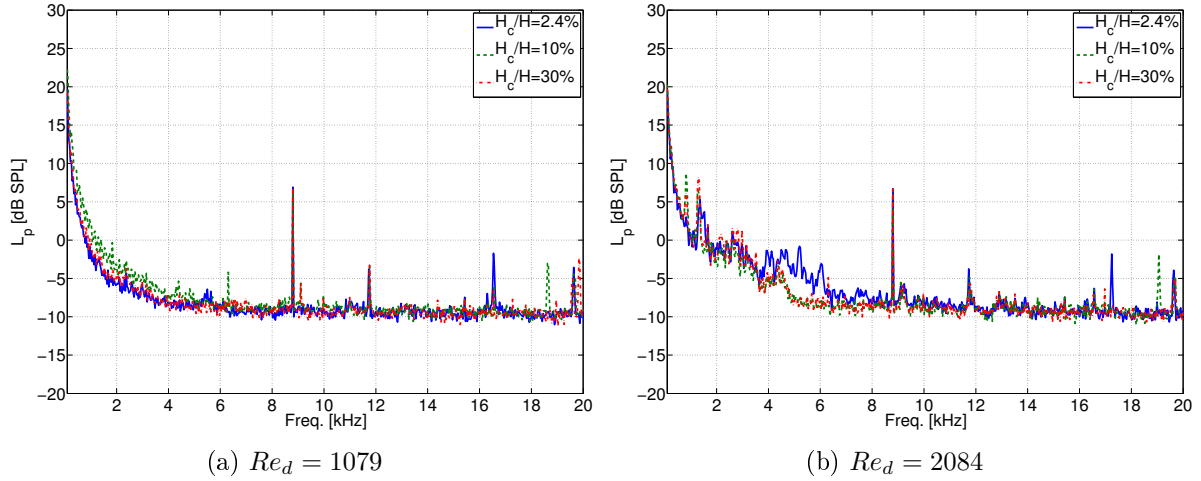 30
25
20
15
10
5
0
−5
−10
−15
−20
2 4 6 8 10 12 14 16 18 20
L_p [dB SPL]
Freq. [kHz]
H_c/H=2.4%
H_c/H=10%
H_c/H=30%
(a) Re_d = 1079
30
25
20
15
10
5
0
−5
−10
−15
−20
2 4 6 8 10 12 14 16 18 20
L_p [dB SPL]
Freq. [kHz]
H_c/H=2.4%
H_c/H=10%
H_c/H=30%
(b) Re_d = 2084